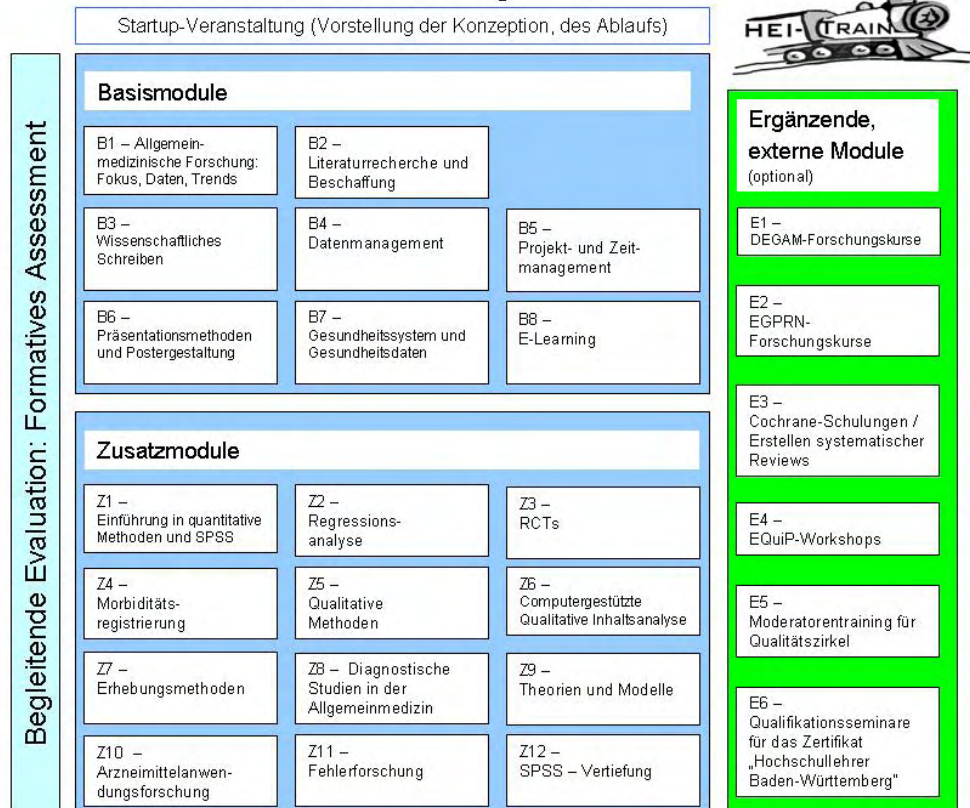 Startup-Veranstaltung (Vorstellung der Konzeption, des Ablaufs)
HEI-TRAIN
Begleitende Evaluation: Formatives Assessment
Basismodule
B1 – Allgemein-
medizinische Forschung:
Fokus, Daten, Trends
B2 –
Literaturrecherche und
Beschaffung
B3 –
Wissenschaftliches
Schreiben
B4 –
Datenmanagement
B5 –
Projekt- und Zeit-
management
B6 –
Präsentationsmethoden
und Postergestaltung
B7 –
Gesundheitssystem und
Gesundheitsdaten
B8 –
E-Learning
Zusatzmodule
Z1 –
Einführung in quantitative
Methoden und SPSS
Z2 –
Regressions-
analyse
Z3 –
RCTs
Z4 –
Morbiditäts-
registrierung
Z5 –
Qualitative
Methoden
Z6 –
Computergestützte
Qualitative Inhaltsanalyse
Z7 –
Erhebungsmethoden
Z8 – Diagnostische
Studien in der
Allgemeinmedizin
Z9 –
Theorien und Modelle
Z10 –
Arzneimittelanwen-
dungsforschung
Z11 –
Fehlerforschung
Z12 –
SPSS – Vertiefung
Ergänzende,
externe Module
(optional)
E1 –
DEGAM-Forschungskurse
E2 –
EGPRN-
Forschungskurse
E3 –
Cochrane-Schulungen /
Erstellen systematischer
Reviews
E4 –
EQuiP-Workshops
E5 –
Moderatorentraining für
Qualitätszirkel
E6 –
Qualifikationsseminare
für das Zertifikat
„Hochschullehrer
Baden-Württemberg"